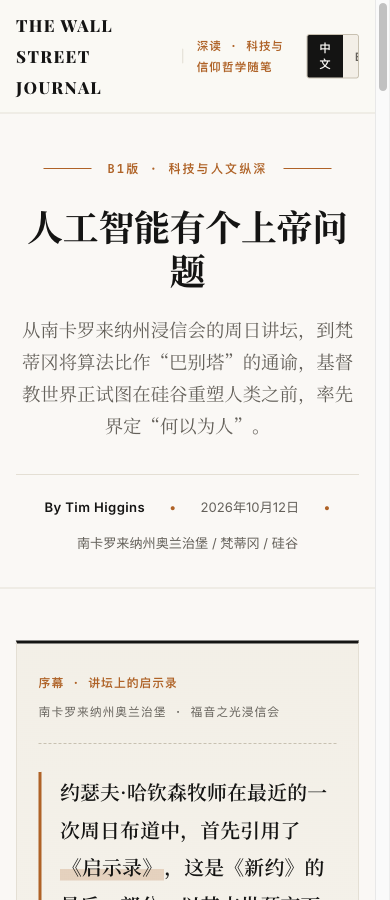 THE WALL
STREET
JOURNAL
深读 · 科技与
信仰哲学随笔
中
文
B1版 · 科技与人文纵深
人工智能有个上帝问
题
从南卡罗来纳州浸信会的周日讲坛，到梵
蒂冈将算法比作“巴别塔”的通谕，基督
教世界正试图在硅谷重塑人类之前，率先
界定“何以为人”。
By Tim Higgins • 2026年10月12日 •
南卡罗来纳州奥兰治堡 / 梵蒂冈 / 硅谷
序幕 · 讲坛上的启示录
南卡罗来纳州奥兰治堡 · 福音之光浸信会
约瑟夫·哈钦森牧师在最近的一
次周日布道中，首先引用了
《启示录》，这是《新约》的